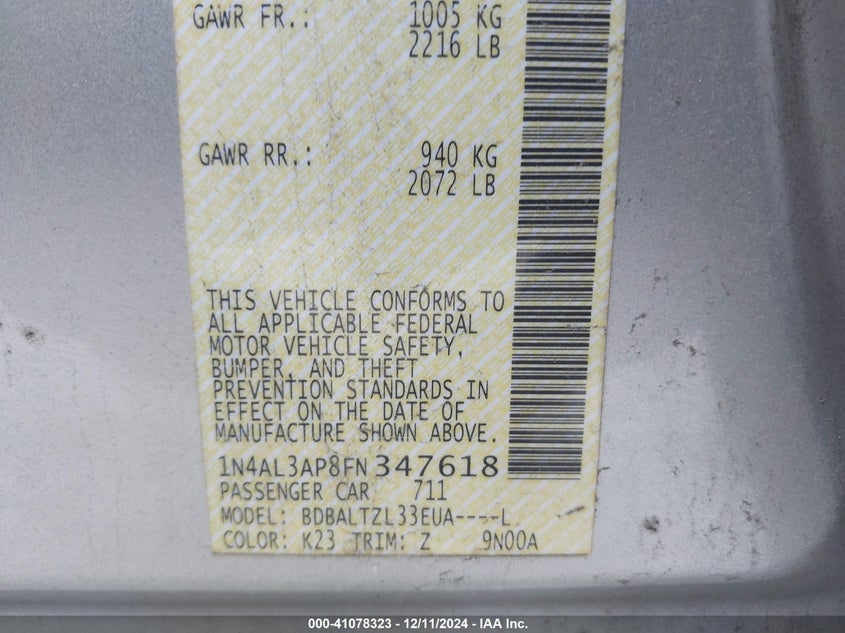 GAWR FR.: 1005 KG
2216 LB
GAWR RR.: 940 KG
2072 LB
THIS VEHICLE CONFORMS TO
ALL APPLICABLE FEDERAL
MOTOR VEHICLE SAFETY,
BUMPER, AND THEFT
PREVENTION STANDARDS IN
EFFECT ON THE DATE OF
MANUFACTURE SHOWN ABOVE.
1N4AL3AP8FN347618
PASSENGER CAR 711
MODEL: BDBALTZL33EUA----L
COLOR: K23 TRIM: Z 9N00A
000-41078323 - 12/11/2024 - IAA Inc.